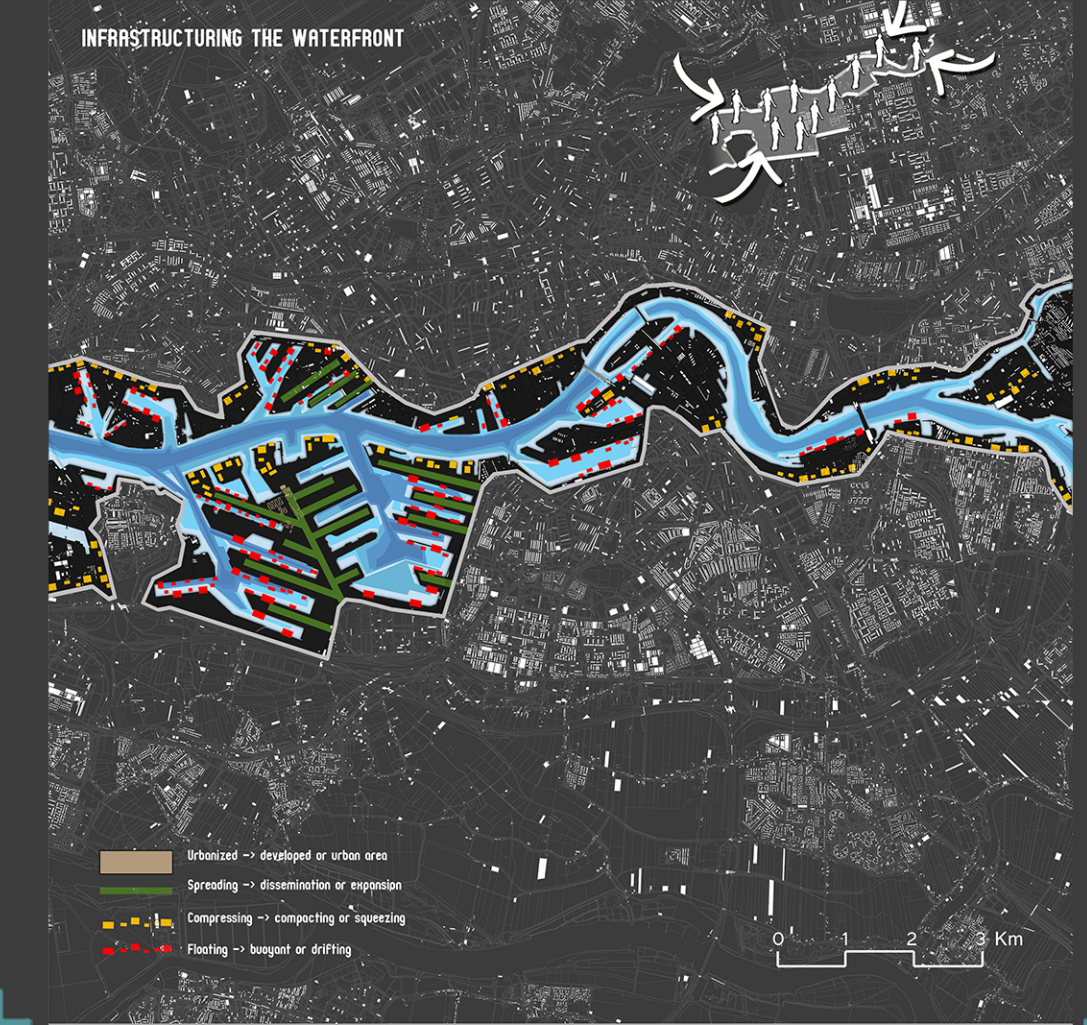 INFRASTRUCTURING THE WATERFRONT
Urbanized -> developed or urban area
Spreading -> dissemination or expansion
Compressing -> compacting or squeezing
Floating -> buoyant or drifting
0 1 2 3 Km